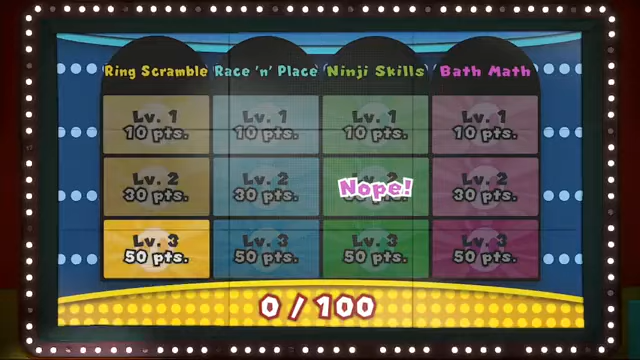 Ring Scramble Race 'n' Place Ninji Skills Bath Math
Lv. 1 Lv. 1 Lv. 1 Lv. 1
10 pts. 10 pts. 10 pts. 10 pts.
Lv. 2 Lv. 2 Lv. 2
30 pts. 30 pts. Nope! 30 pts.
Lv. 3 Lv. 3 Lv. 3 Lv. 3
50 pts. 50 pts. 50 pts. 50 pts.
0 / 100